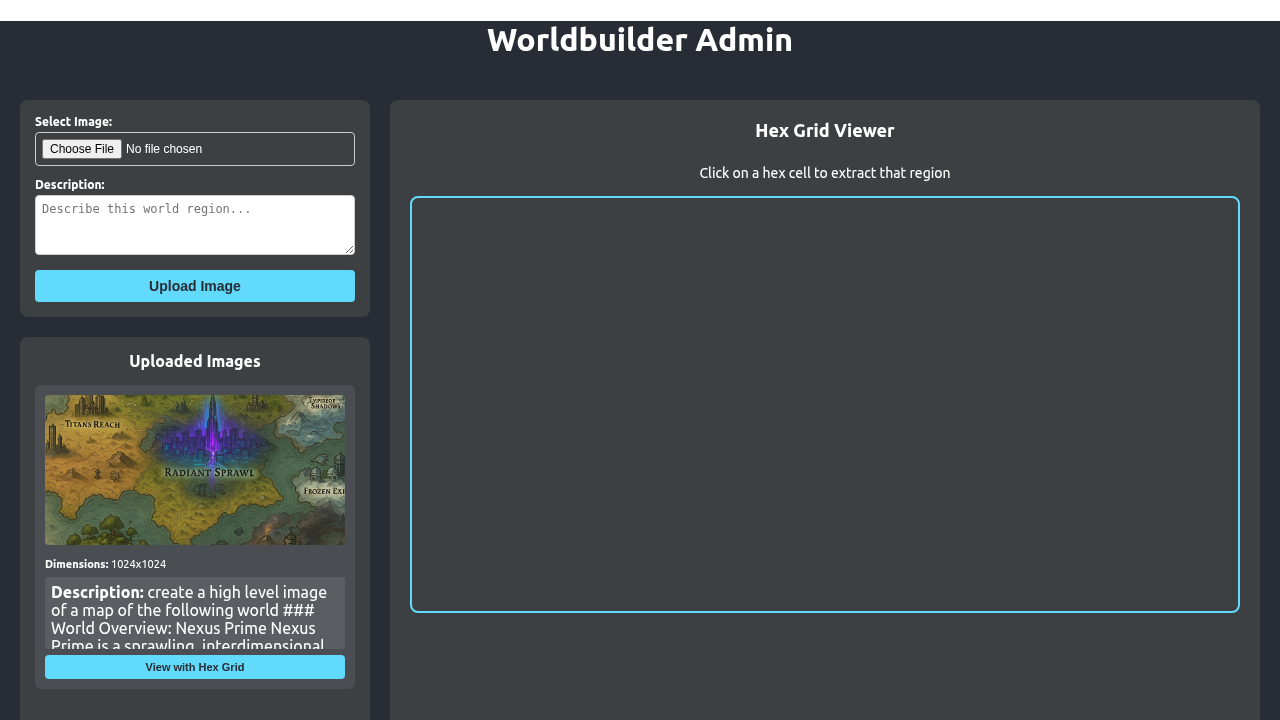 Worldbuilder Admin
Select Image:
Choose File No file chosen
Description:
Describe this world region...
Upload Image
Uploaded Images
TITANS REACH
EMPIRE OF
SHADOWS
RADIANT SPRAWL
FROZEN EXE
Dimensions: 1024x1024
Description: create a high level image
of a map of the following world ###
World Overview: Nexus Prime Nexus
Prime is a sprawling, interdimensional
View with Hex Grid
Hex Grid Viewer
Click on a hex cell to extract that region